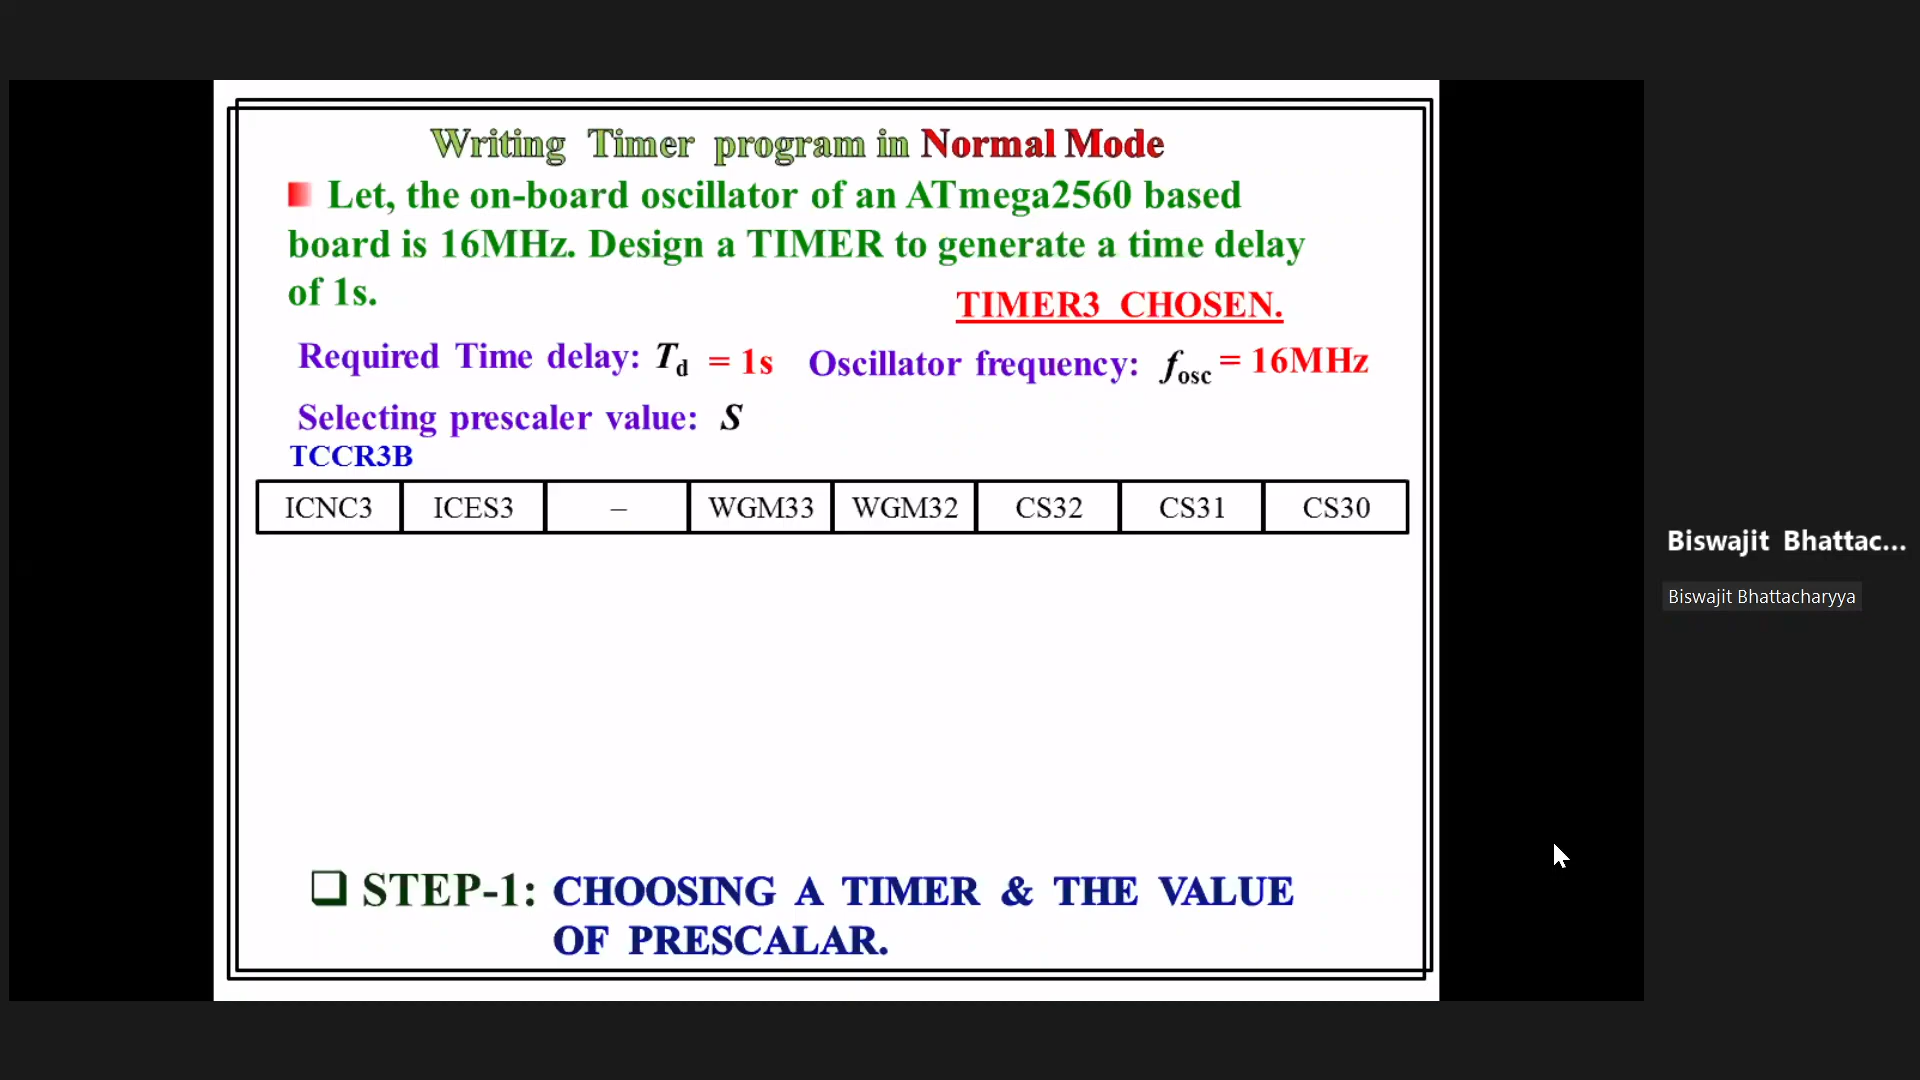 Writing Timer program in Normal Mode
Let, the on-board oscillator of an ATmega2560 based
board is 16MHz. Design a TIMER to generate a time delay
of 1s.
TIMER3 CHOSEN.
Required Time delay: Td = 1s Oscillator frequency: fosc = 16MHz
Selecting prescaler value: S
TCCR3B
ICNC3 ICES3 – WGM33 WGM32 CS32 CS31 CS30
STEP-1: CHOOSING A TIMER & THE VALUE
OF PRESCALAR.
Biswajit Bhattac...
Biswajit Bhattacharyya